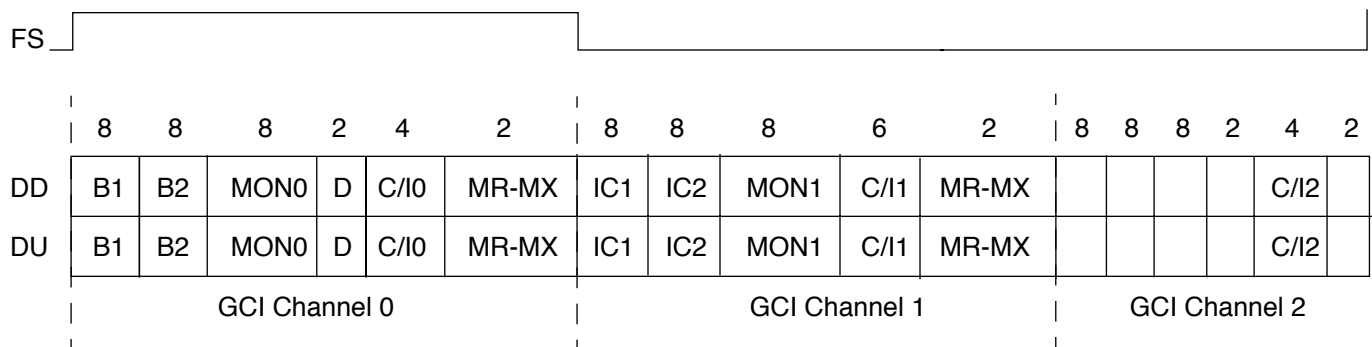 FS
8 8 8 2 4 2 8 8 8 6 2 8 8 8 2 4 2
DD B1 B2 MON0 D C/I0 MR-MX IC1 IC2 MON1 C/I1 MR-MX C/I2
DU B1 B2 MON0 D C/I0 MR-MX IC1 IC2 MON1 C/I1 MR-MX C/I2
GCI Channel 0 GCI Channel 1 GCI Channel 2